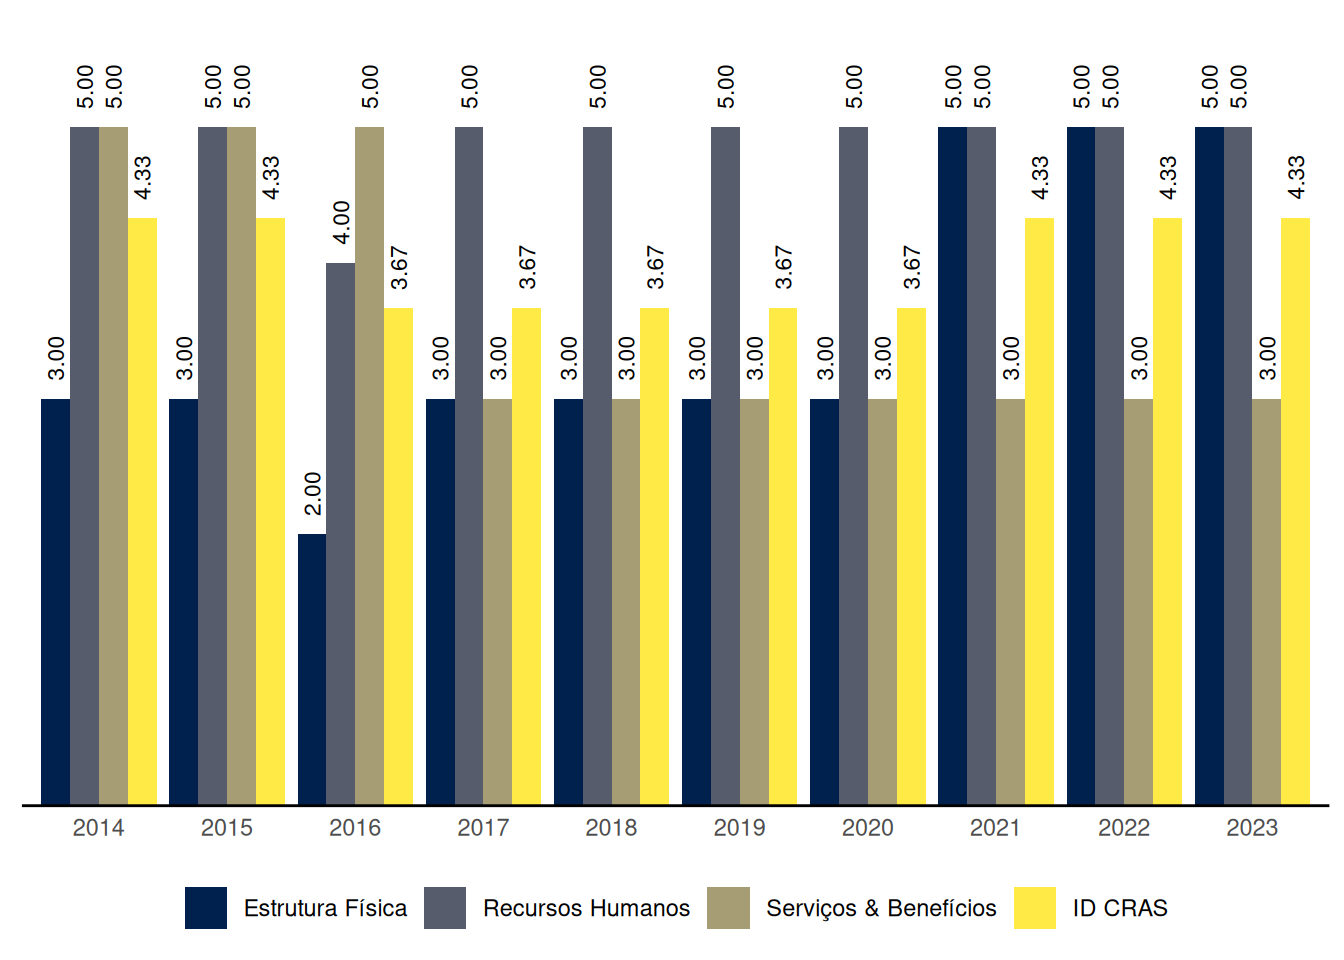 5.00 5.00 5.00 5.00 5.00 5.00 5.00 5.00 5.00 5.00 5.00 5.00 5.00 5.00 5.00
4.33 4.33 4.33 4.33 4.33
4.00
3.67 3.67 3.67 3.67 3.67
3.00 3.00 3.00 3.00 3.00 3.00 3.00 3.00 3.00 3.00 3.00 3.00 3.00
2.00
2014 2015 2016 2017 2018 2019 2020 2021 2022 2023
Estrutura Física Recursos Humanos Serviços & Benefícios ID CRAS